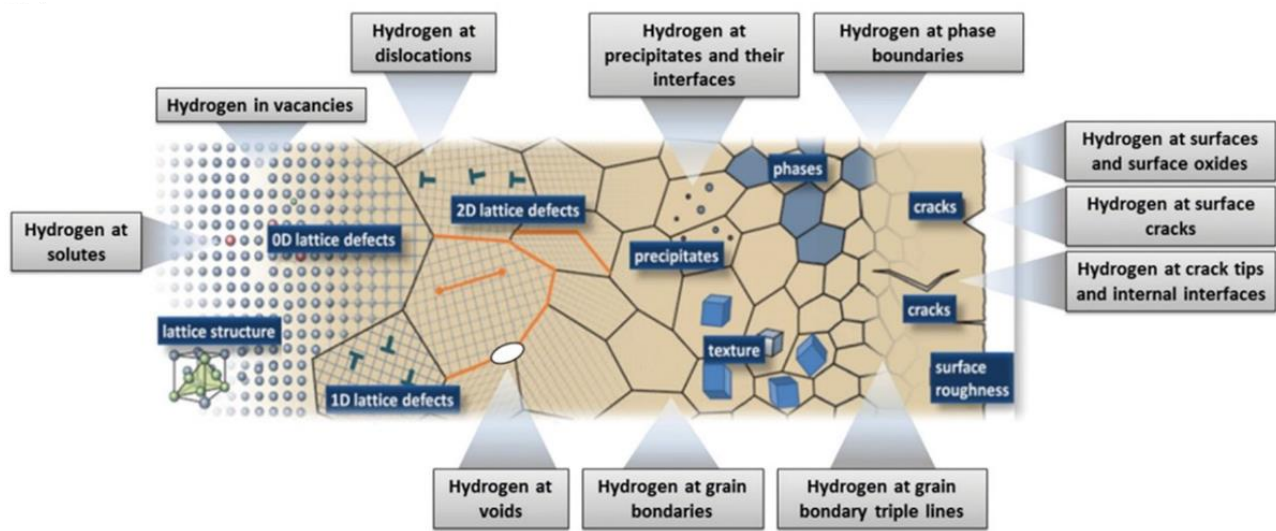 Hydrogen at
dislocations
Hydrogen at
precipitates and their
interfaces
Hydrogen at phase
boundaries
Hydrogen in vacancies
Hydrogen at surfaces
and surface oxides
Hydrogen at
solutes
Hydrogen at surface
cracks
Hydrogen at crack tips
and internal interfaces
phases
2D lattice defects
cracks
0D lattice defects
precipitates
lattice structure
cracks
texture
surface
roughness
1D lattice defects
Hydrogen at
voids
Hydrogen at grain
bondaries
Hydrogen at grain
bondary triple lines